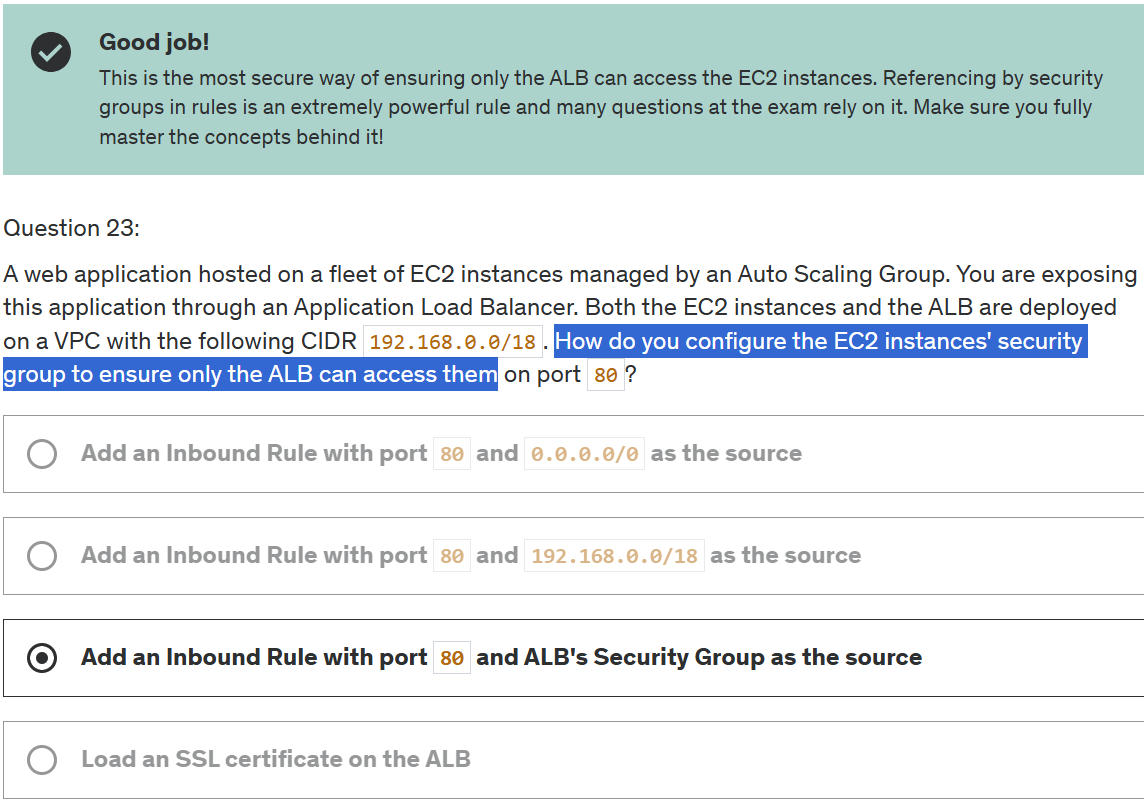 Good job!
This is the most secure way of ensuring only the ALB can access the EC2 instances. Referencing by security
groups in rules is an extremely powerful rule and many questions at the exam rely on it. Make sure you fully
master the concepts behind it!
Question 23:
A web application hosted on a fleet of EC2 instances managed by an Auto Scaling Group. You are exposing
this application through an Application Load Balancer. Both the EC2 instances and the ALB are deployed
on a VPC with the following CIDR 192.168.0.0/18. How do you configure the EC2 instances' security
group to ensure only the ALB can access them on port 80?
Add an Inbound Rule with port 80 and 0.0.0.0/0 as the source
Add an Inbound Rule with port 80 and 192.168.0.0/18 as the source
Add an Inbound Rule with port 80 and ALB's Security Group as the source
Load an SSL certificate on the ALB